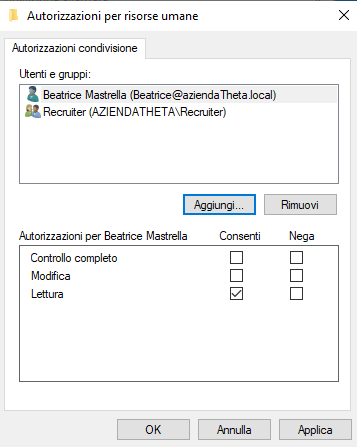 Autorizzazioni per risorse umane
Autorizzazioni condivisione
Utenti e gruppi:
Beatrice Mastrella (Beatrice@aziendaTheta.local)
Recruiter (AZIENDATHETA\Recruiter)
Aggiungi... Rimuovi
Autorizzazioni per Beatrice Mastrella Consenti Nega
Controllo completo
Modifica
Lettura
OK Annulla Applica